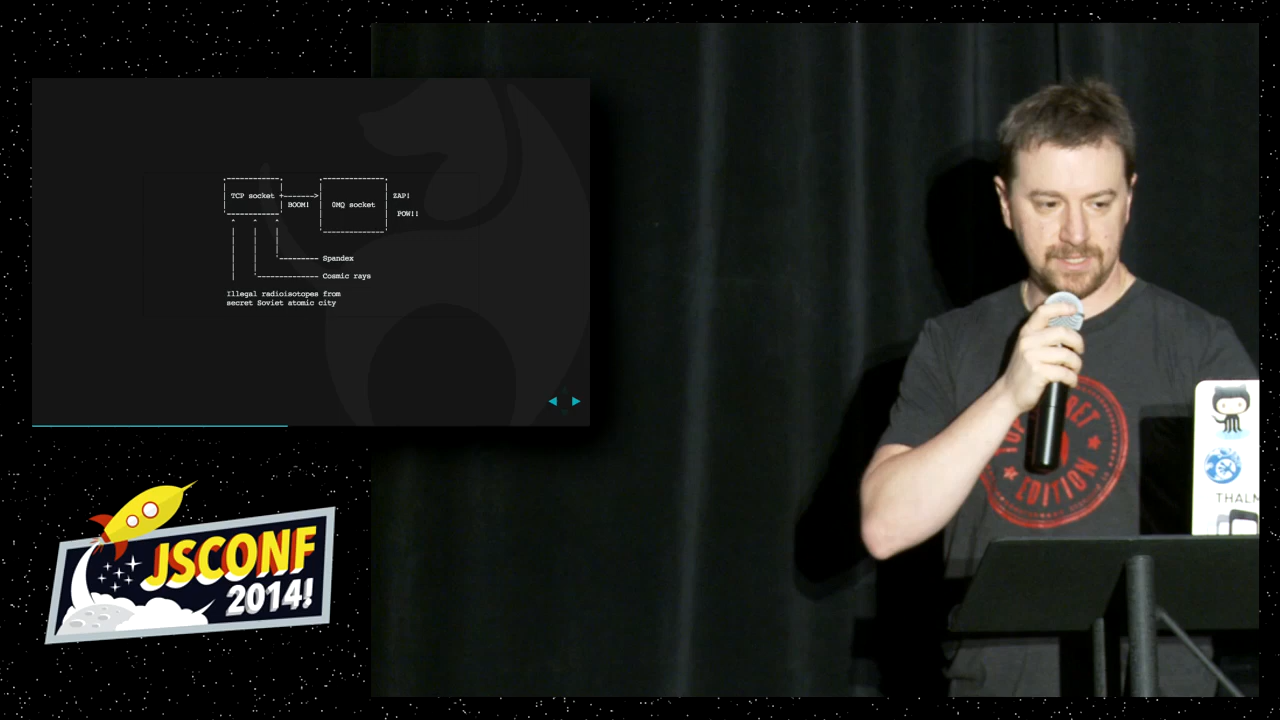 TCP socket
BOOM!
0MQ socket
ZAP!
POW!!
Spandex
Cosmic rays
Illegal radioisotopes from
secret Soviet atomic city
JSCONF
2014!
EDITION